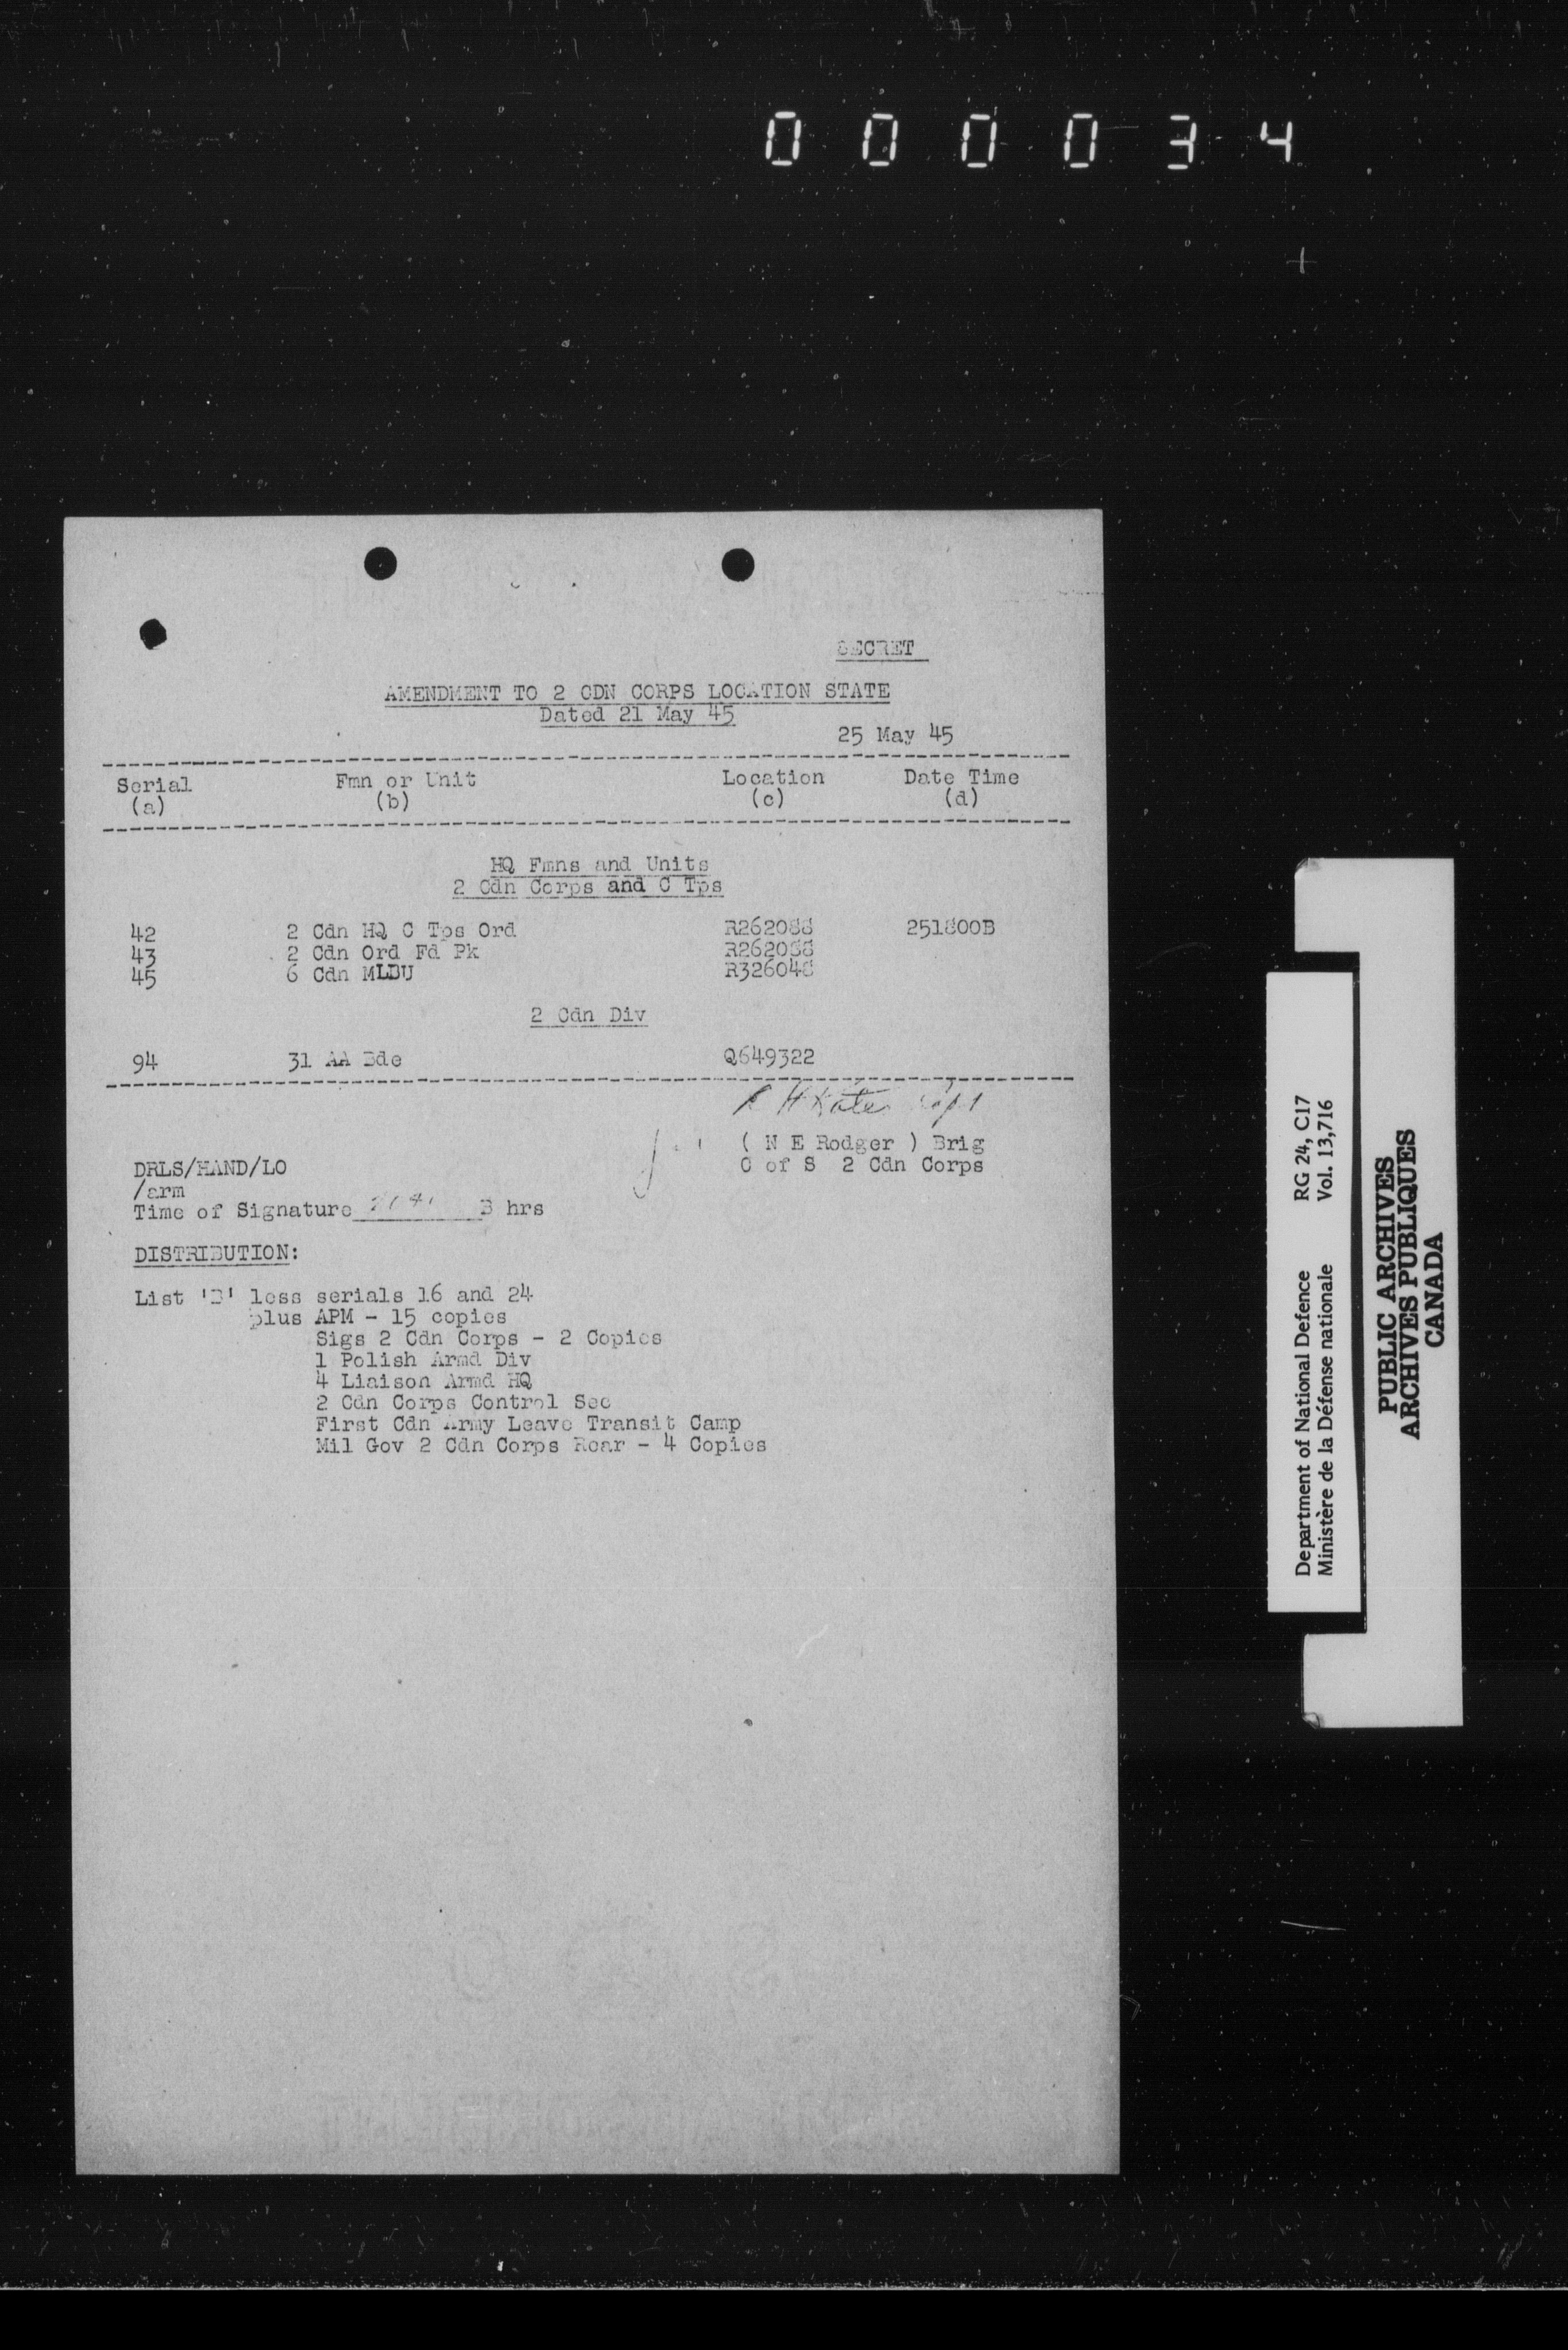 000034
SECRET
AMENDMENT TO 2 CDN CORPS LOCATION STATE
Dated 21 May 45
25 May 45
Serial Fmn or Unit Location Date Time
(a) (b) (c) (d)
HQ Fmns and Units
2 Cdn Corps and C Tps
42 2 Cdn HQ C Tps Ord R262088 251800B
43 2 Cdn Ord Fd Pk R262088
45 6 Cdn MLBU R326048
2 Cdn Div
94 31 AA Bde Q649322
( N E Rodger ) Brig
C of S 2 Cdn Corps
DRLS/HAND/LO
/arm
Time of Signature B hrs
DISTRIBUTION:
List 'B' less serials 16 and 24
plus APM - 15 copies
Sigs 2 Cdn Corps - 2 Copies
1 Polish Armd Div
4 Liaison Armd HQ
2 Cdn Corps Control Sec
First Cdn Army Leave Transit Camp
Mil Gov 2 Cdn Corps Rear - 4 Copies
Department of National Defence RG 24, C17
Ministère de la Défense nationale Vol. 13,716
PUBLIC ARCHIVES
ARCHIVES PUBLIQUES
CANADA